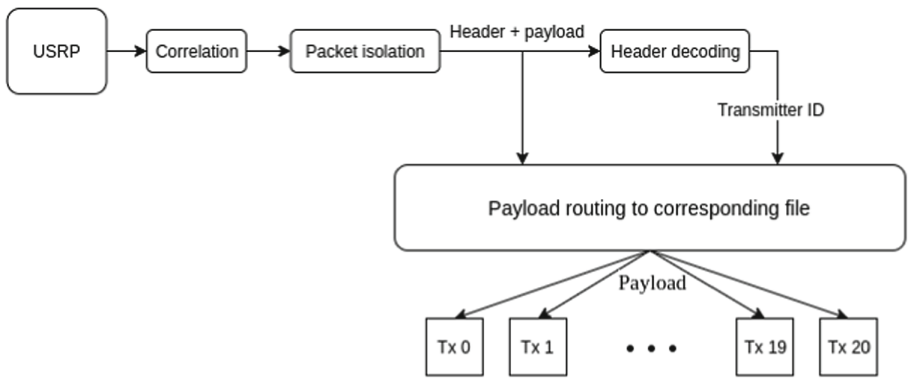 USRP
Correlation
Packet isolation
Header + payload
Header decoding
Transmitter ID
Payload routing to corresponding file
Payload
Tx 0
Tx 1
Tx 19
Tx 20